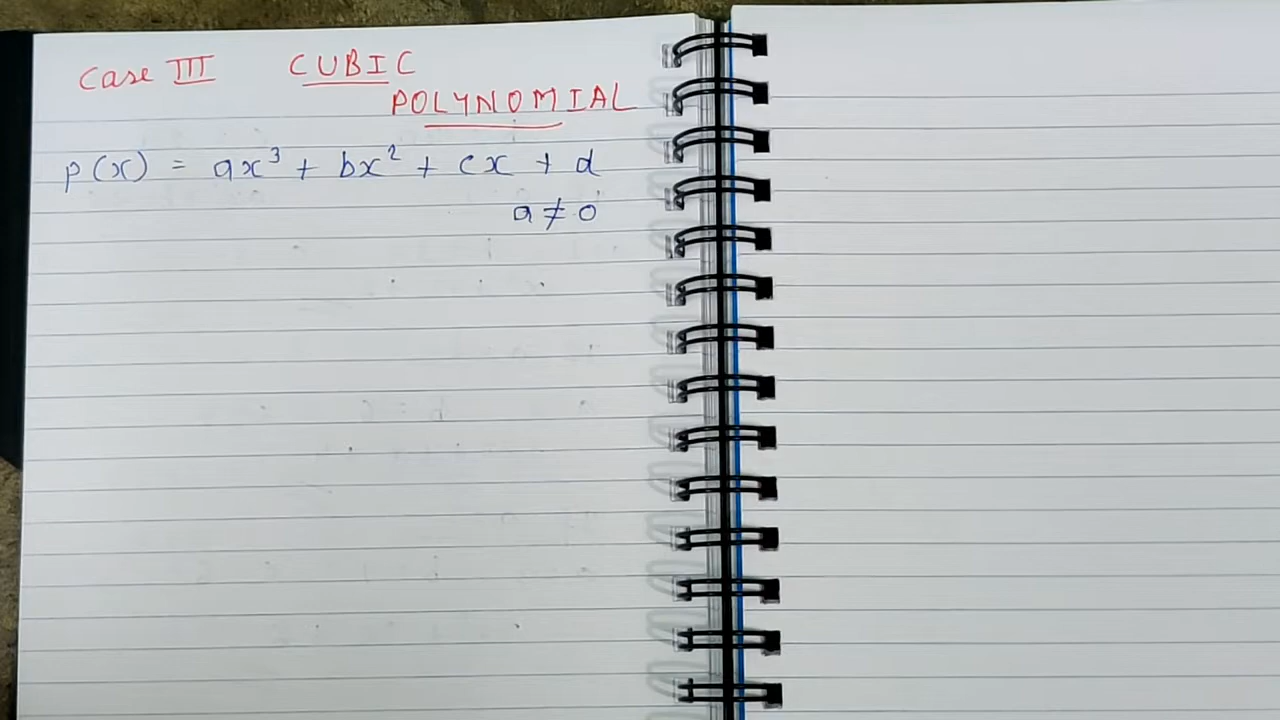 Case III CUBIC
POLYNOMIAL
p(x) = ax³ + bx² + cx + d
a ≠ 0